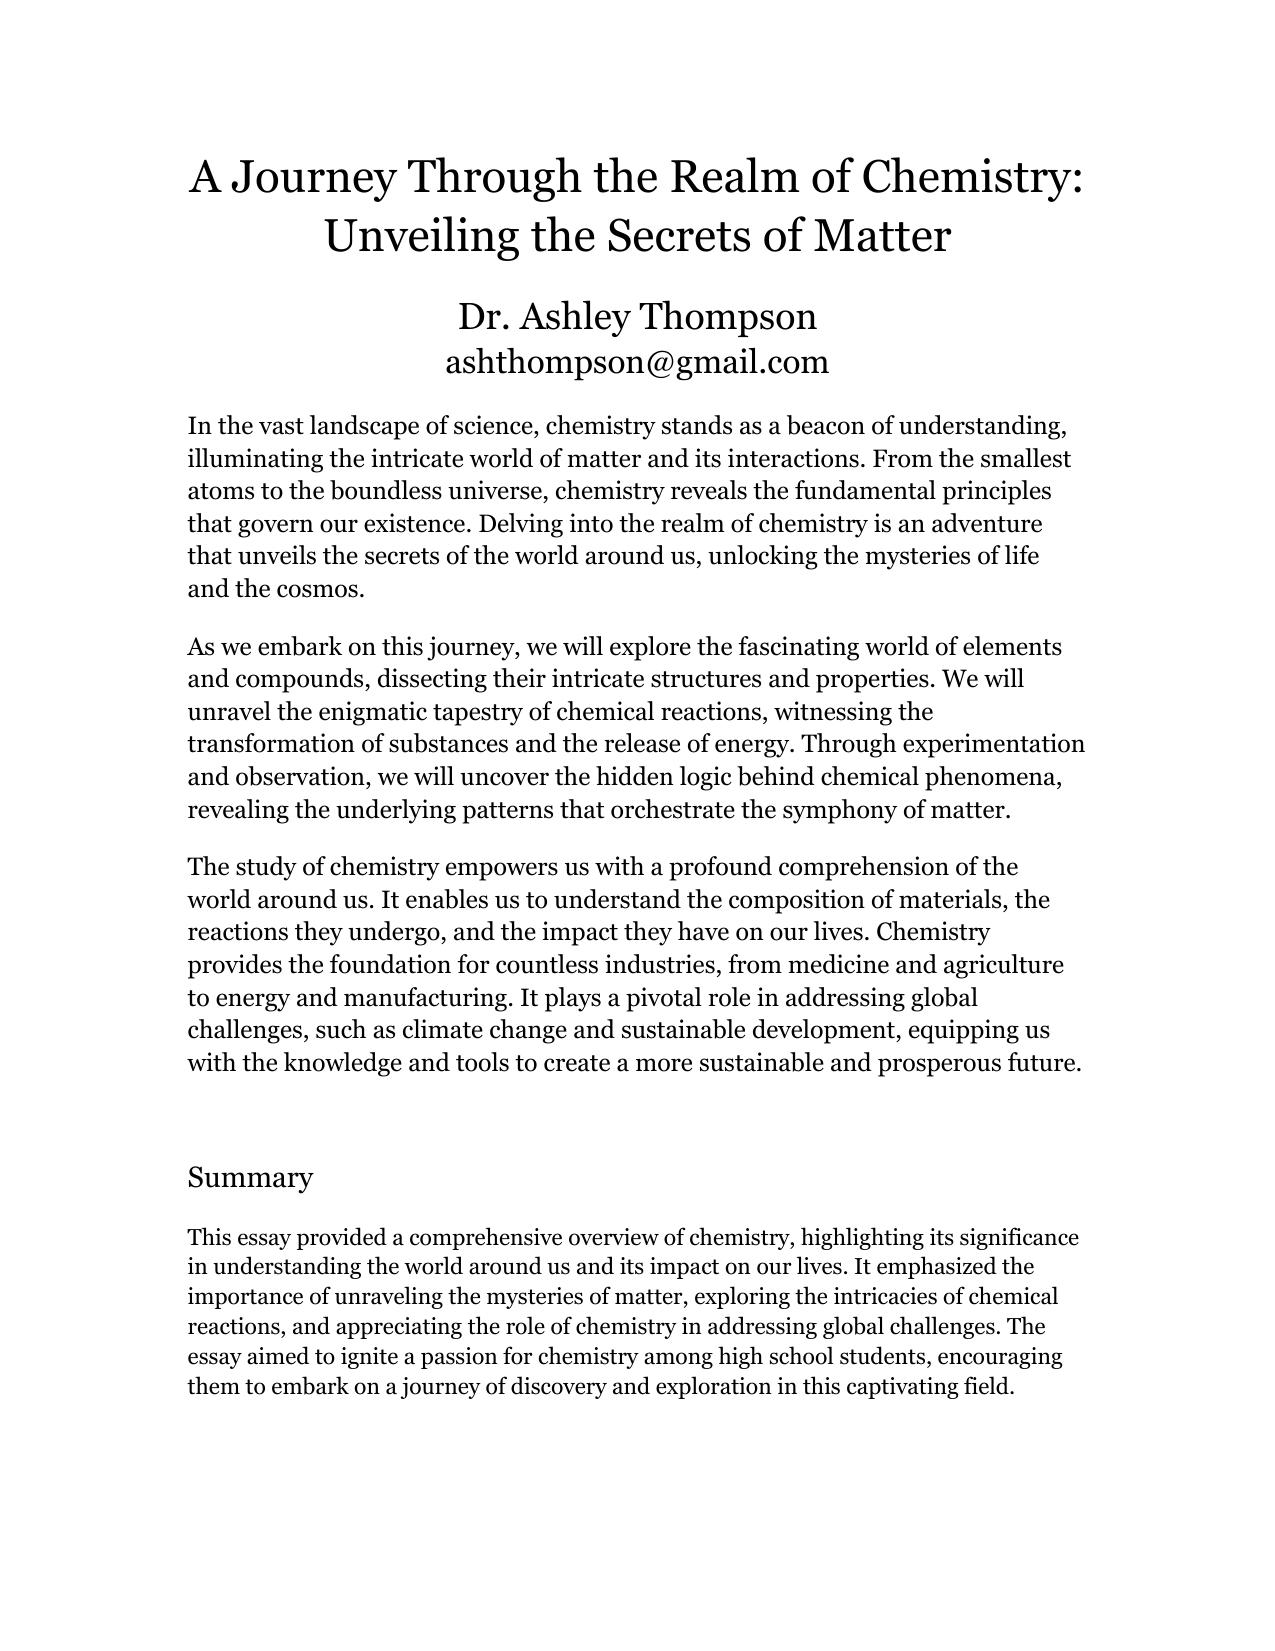 A Journey Through the Realm of Chemistry:
Unveiling the Secrets of Matter
Dr. Ashley Thompson
ashthompson@gmail.com
In the vast landscape of science, chemistry stands as a beacon of understanding,
illuminating the intricate world of matter and its interactions. From the smallest
atoms to the boundless universe, chemistry reveals the fundamental principles
that govern our existence. Delving into the realm of chemistry is an adventure
that unveils the secrets of the world around us, unlocking the mysteries of life
and the cosmos.
As we embark on this journey, we will explore the fascinating world of elements
and compounds, dissecting their intricate structures and properties. We will
unravel the enigmatic tapestry of chemical reactions, witnessing the
transformation of substances and the release of energy. Through experimentation
and observation, we will uncover the hidden logic behind chemical phenomena,
revealing the underlying patterns that orchestrate the symphony of matter.
The study of chemistry empowers us with a profound comprehension of the
world around us. It enables us to understand the composition of materials, the
reactions they undergo, and the impact they have on our lives. Chemistry
provides the foundation for countless industries, from medicine and agriculture
to energy and manufacturing. It plays a pivotal role in addressing global
challenges, such as climate change and sustainable development, equipping us
with the knowledge and tools to create a more sustainable and prosperous future.
Summary
This essay provided a comprehensive overview of chemistry, highlighting its significance
in understanding the world around us and its impact on our lives. It emphasized the
importance of unraveling the mysteries of matter, exploring the intricacies of chemical
reactions, and appreciating the role of chemistry in addressing global challenges. The
essay aimed to ignite a passion for chemistry among high school students, encouraging
them to embark on a journey of discovery and exploration in this captivating field.